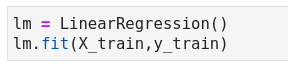 lm = LinearRegression()
lm.fit(X_train,y_train)